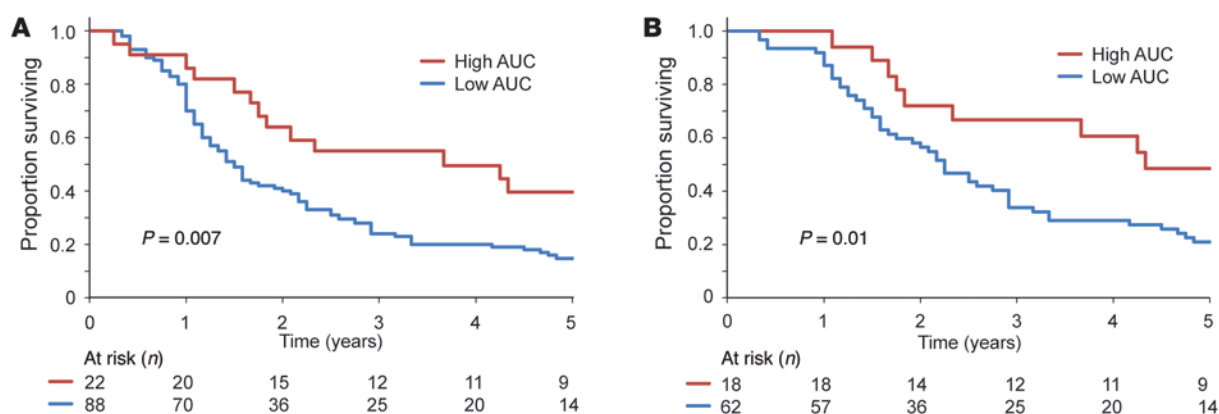 A
Proportion surviving
1.0
0.8
0.6
0.4
0.2
0
High AUC
Low AUC
P = 0.007
0 1 2 3 4 5
Time (years)
At risk (n)
22 20 15 12 11 9
88 70 36 25 20 14
B
Proportion surviving
1.0
0.8
0.6
0.4
0.2
0
High AUC
Low AUC
P = 0.01
0 1 2 3 4 5
Time (years)
At risk (n)
18 18 14 12 11 9
62 57 36 25 20 14